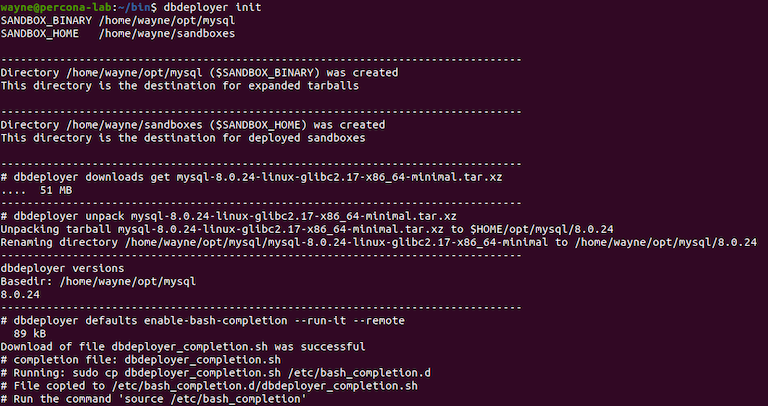 wayne@percona-lab:~/bin$ dbdeployer init
SANDBOX_BINARY /home/wayne/opt/mysql
SANDBOX_HOME   /home/wayne/sandboxes

--------------------------------------------------------------------------------
Directory /home/wayne/opt/mysql ($SANDBOX_BINARY) was created
This directory is the destination for expanded tarballs

--------------------------------------------------------------------------------
Directory /home/wayne/sandboxes ($SANDBOX_HOME) was created
This directory is the destination for deployed sandboxes

--------------------------------------------------------------------------------
# dbdeployer downloads get mysql-8.0.24-linux-glibc2.17-x86_64-minimal.tar.xz
....  51 MB
--------------------------------------------------------------------------------
# dbdeployer unpack mysql-8.0.24-linux-glibc2.17-x86_64-minimal.tar.xz
Unpacking tarball mysql-8.0.24-linux-glibc2.17-x86_64-minimal.tar.xz to $HOME/opt/mysql/8.0.24
Renaming directory /home/wayne/opt/mysql/mysql-8.0.24-linux-glibc2.17-x86_64-minimal to /home/wayne/opt/mysql/8.0.24
--------------------------------------------------------------------------------
dbdeployer versions
Basedir: /home/wayne/opt/mysql
8.0.24
--------------------------------------------------------------------------------
# dbdeployer defaults enable-bash-completion --run-it --remote
  89 kB
Download of file dbdeployer_completion.sh was successful
# completion file: dbdeployer_completion.sh
# Running: sudo cp dbdeployer_completion.sh /etc/bash_completion.d
# File copied to /etc/bash_completion.d/dbdeployer_completion.sh
# Run the command 'source /etc/bash_completion'